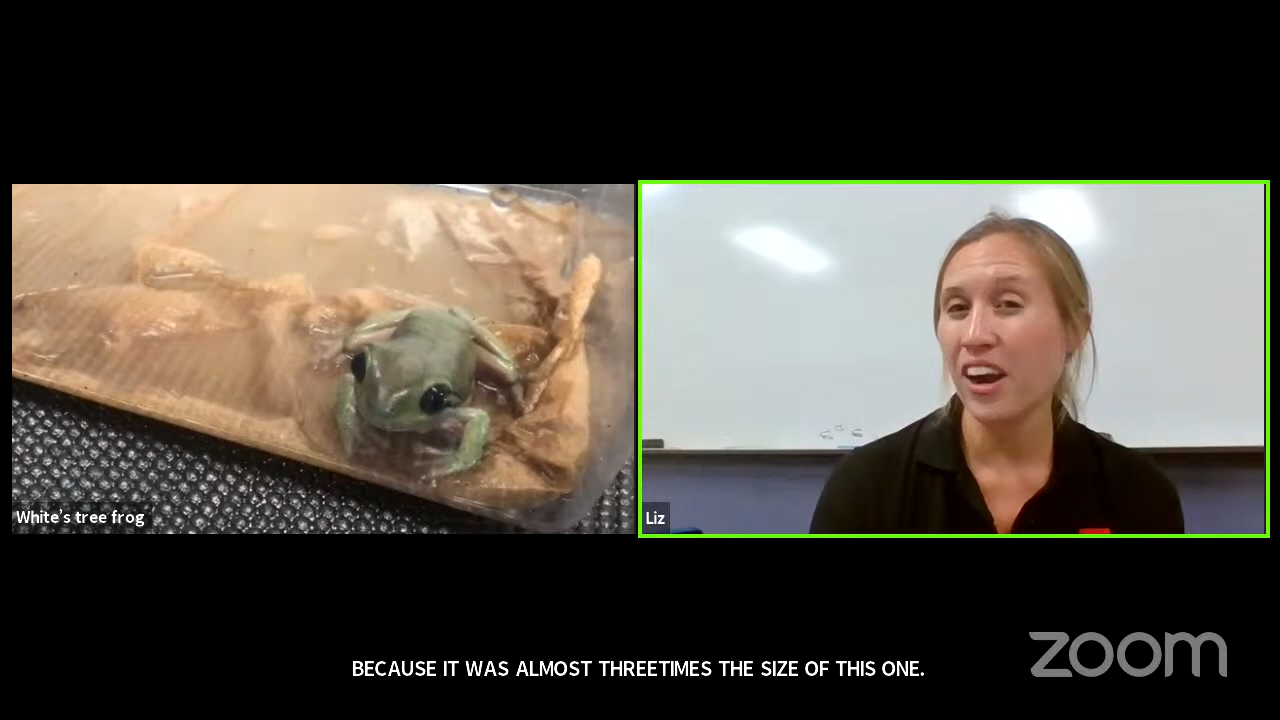 White's tree frog
Liz
BECAUSE IT WAS ALMOST THREETIMES THE SIZE OF THIS ONE.
zoom